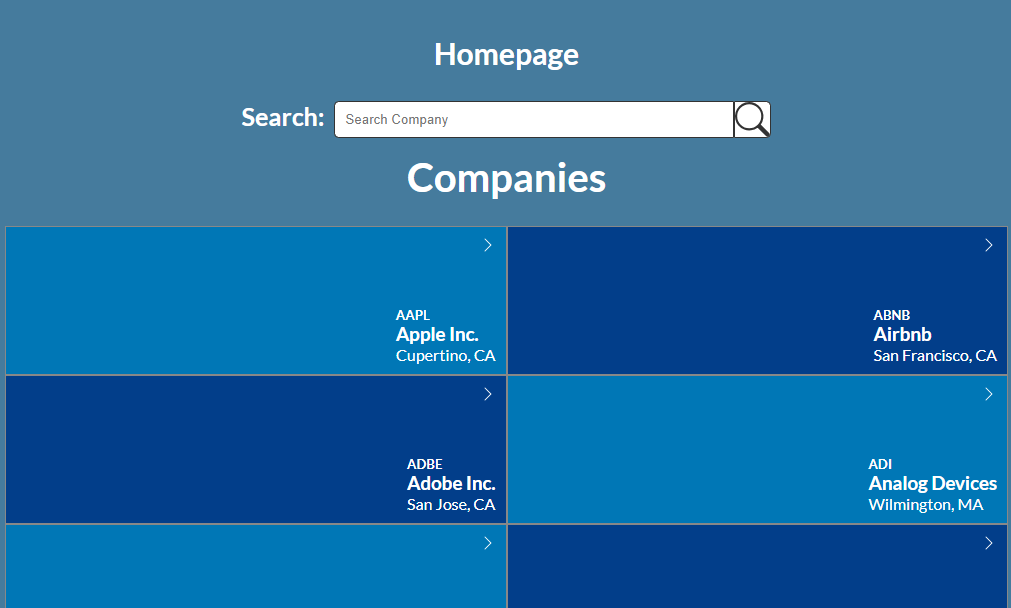 Homepage
Search:
Search Company
Companies
AAPL
Apple Inc.
Cupertino, CA
ABNB
Airbnb
San Francisco, CA
ADBE
Adobe Inc.
San Jose, CA
ADI
Analog Devices
Wilmington, MA